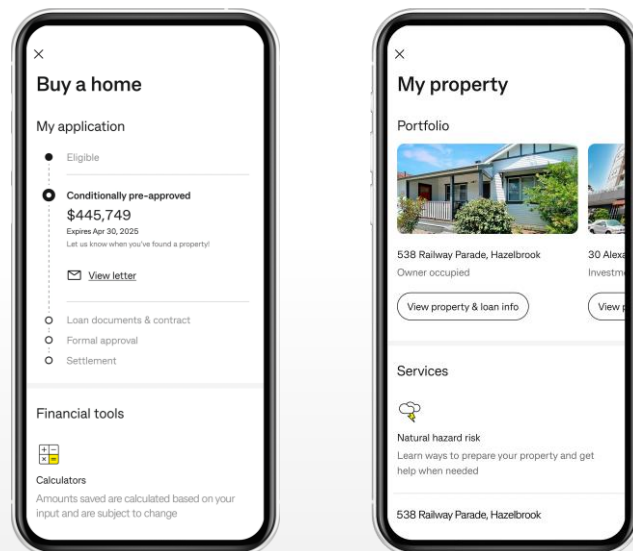 Buy a home
My application
Eligible
Conditionally pre-approved
$445,749
Expires Apr 30, 2025
Let us know when you've found a property!
View letter
Loan documents & contract
Formal approval
Settlement
Financial tools
Calculators
Amounts saved are calculated based on your
input and are subject to change
My property
Portfolio
538 Railway Parade, Hazelbrook
Owner occupied
View property & loan info
30 Alexa
Investm
View p
Services
Natural hazard risk
Learn ways to prepare your property and get
help when needed
538 Railway Parade, Hazelbrook